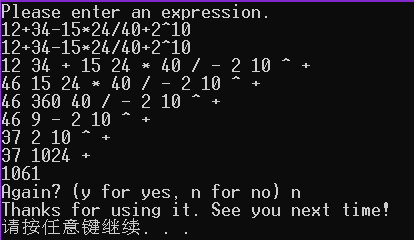 Please enter an expression.
12+34-15*24/40+2^10
12+34-15*24/40+2^10
12 34 + 15 24 * 40 / - 2 10 ^ +
46 15 24 * 40 / - 2 10 ^ +
46 360 40 / - 2 10 ^ +
46 9 - 2 10 ^ +
37 2 10 ^ +
37 1024 +
1061
Again? (y for yes, n for no) n
Thanks for using it. See you next time!
请按任意键继续. . .